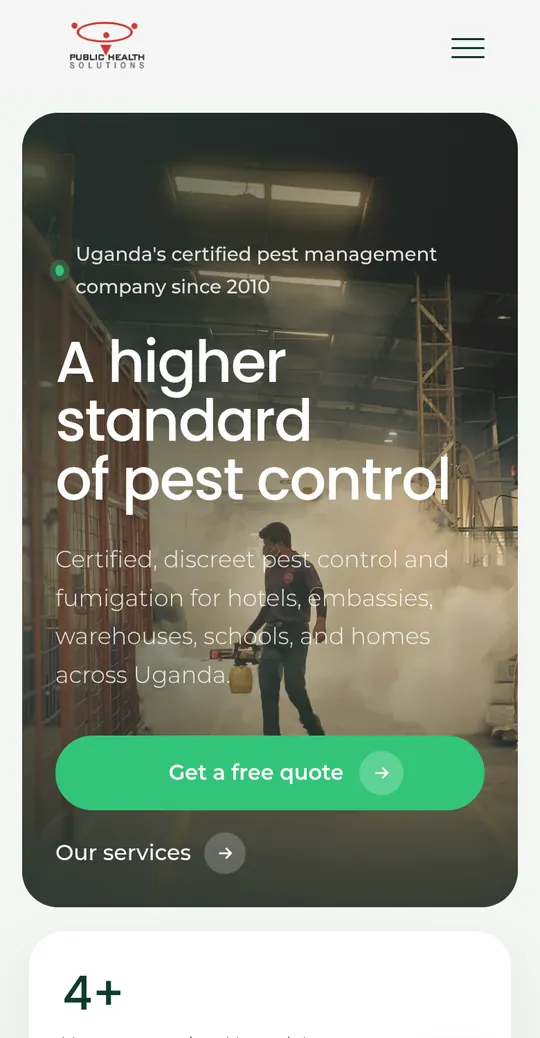 PUBLIC HEALTH
SOLUTIONS
Uganda's certified pest management
company since 2010
A higher
standard
of pest control
Certified, discreet pest control and
fumigation for hotels, embassies,
warehouses, schools, and homes
across Uganda.
Get a free quote
Our services
4+